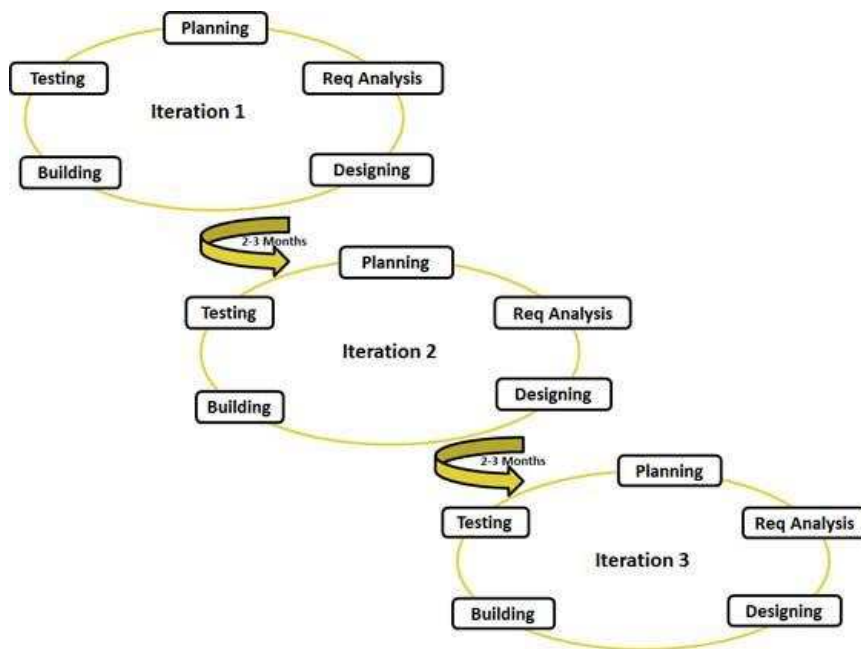 Planning
Testing
Req Analysis
Iteration 1
Building
Designing
2-3 Months
Planning
Testing
Req Analysis
Iteration 2
Building
Designing
2-3 Months
Planning
Testing
Req Analysis
Iteration 3
Building
Designing